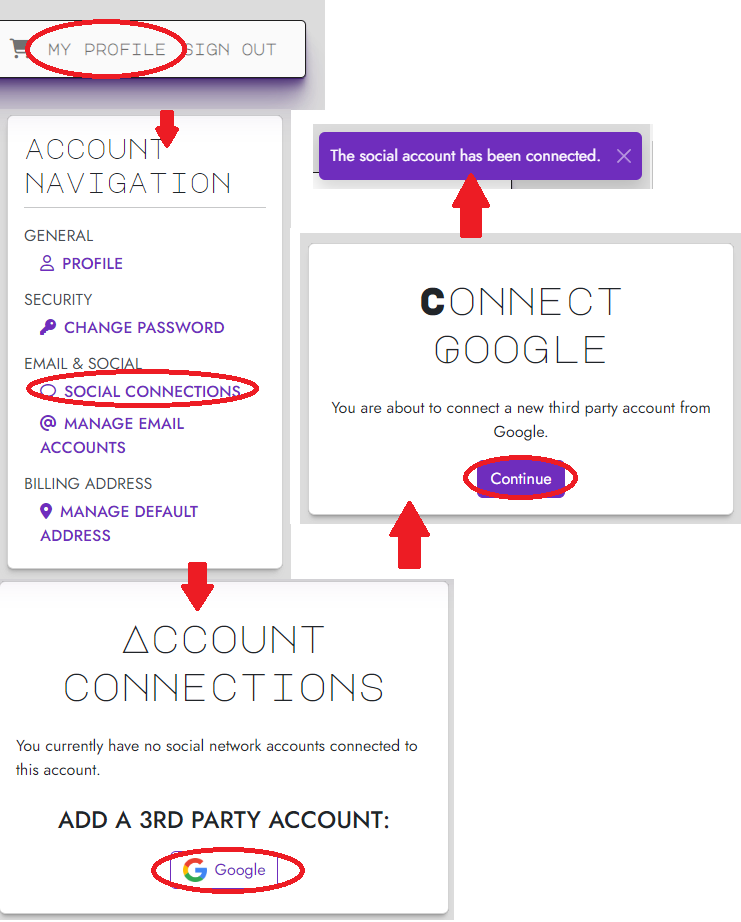 MY PROFILE SIGN OUT
ACCOUNT
NAVIGATION
GENERAL
PROFILE
SECURITY
CHANGE PASSWORD
EMAIL & SOCIAL
SOCIAL CONNECTIONS
MANAGE EMAIL
ACCOUNTS
BILLING ADDRESS
MANAGE DEFAULT
ADDRESS
ACCOUNT
CONNECTIONS
You currently have no social network accounts connected to
this account.
ADD A 3RD PARTY ACCOUNT:
Google
CONNECT
GOOGLE
You are about to connect a new third party account from
Google.
Continue
The social account has been connected.